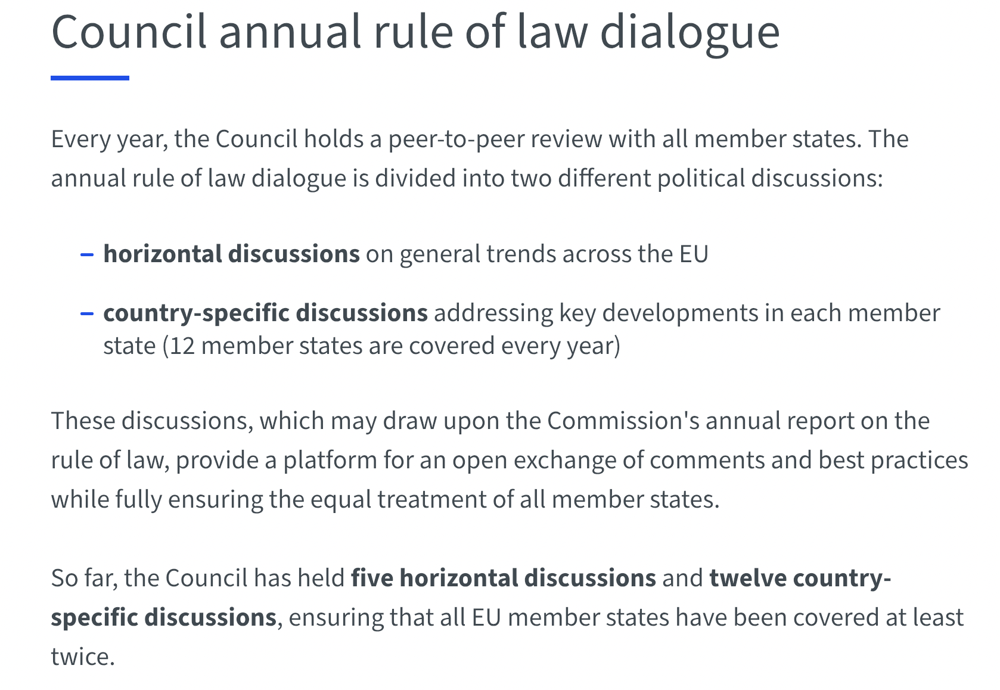 Council annual rule of law dialogue
Every year, the Council holds a peer-to-peer review with all member states. The
annual rule of law dialogue is divided into two different political discussions:
– horizontal discussions on general trends across the EU
– country-specific discussions addressing key developments in each member
state (12 member states are covered every year)
These discussions, which may draw upon the Commission's annual report on the
rule of law, provide a platform for an open exchange of comments and best practices
while fully ensuring the equal treatment of all member states.
So far, the Council has held five horizontal discussions and twelve country-
specific discussions, ensuring that all EU member states have been covered at least
twice.